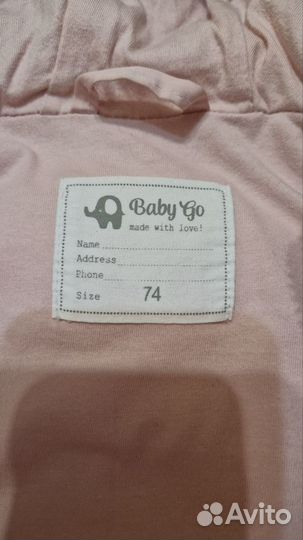 Baby Go
made with love!
Name
Address
Phone
Size 74
Avito